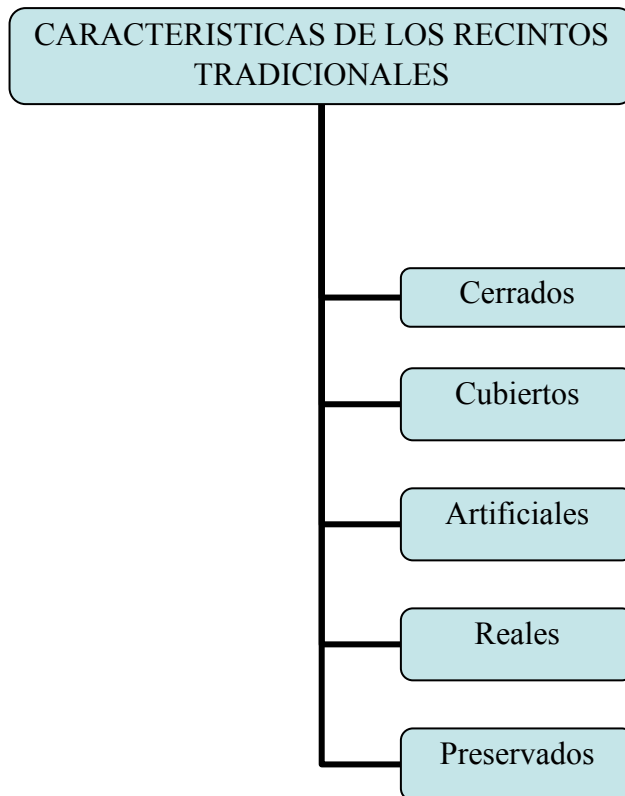 CARACTERISTICAS DE LOS RECINTOS
TRADICIONALES
Cerrados
Cubiertos
Artificiales
Reales
Preservados